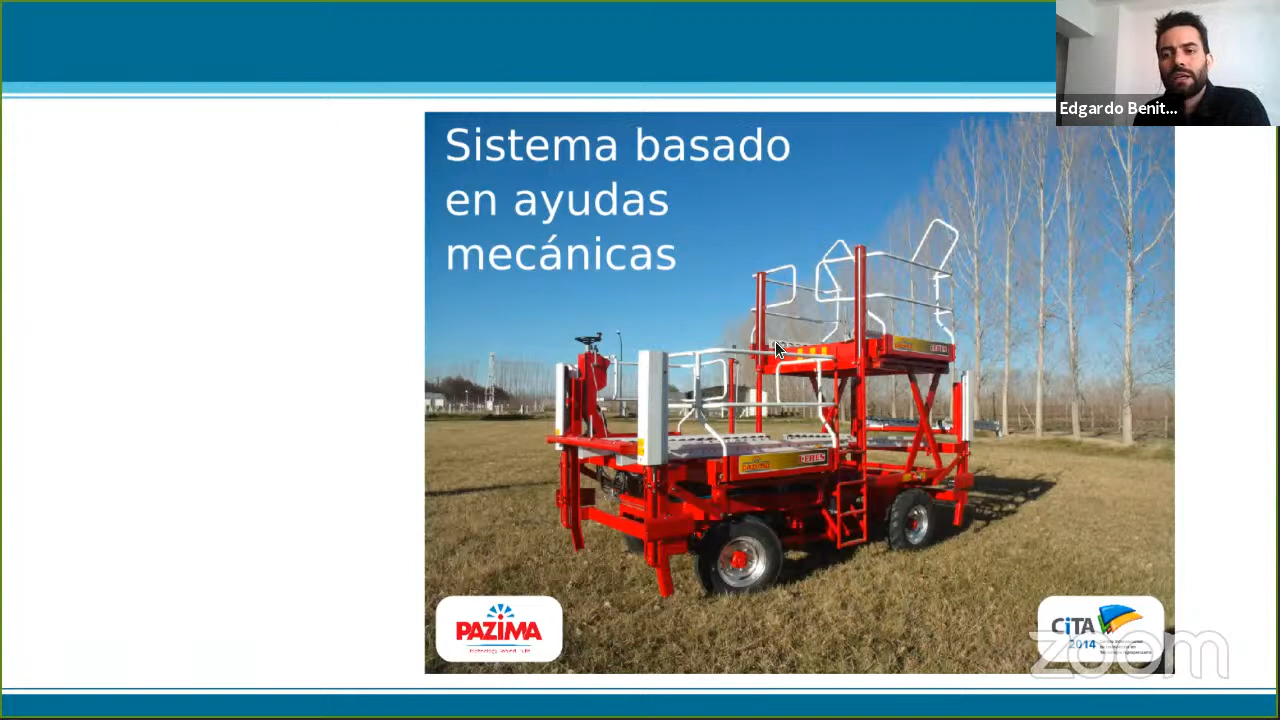 Edgardo Benit...
Sistema basado
en ayudas
mecánicas
PAZIMA
CiTA
2014
zoom